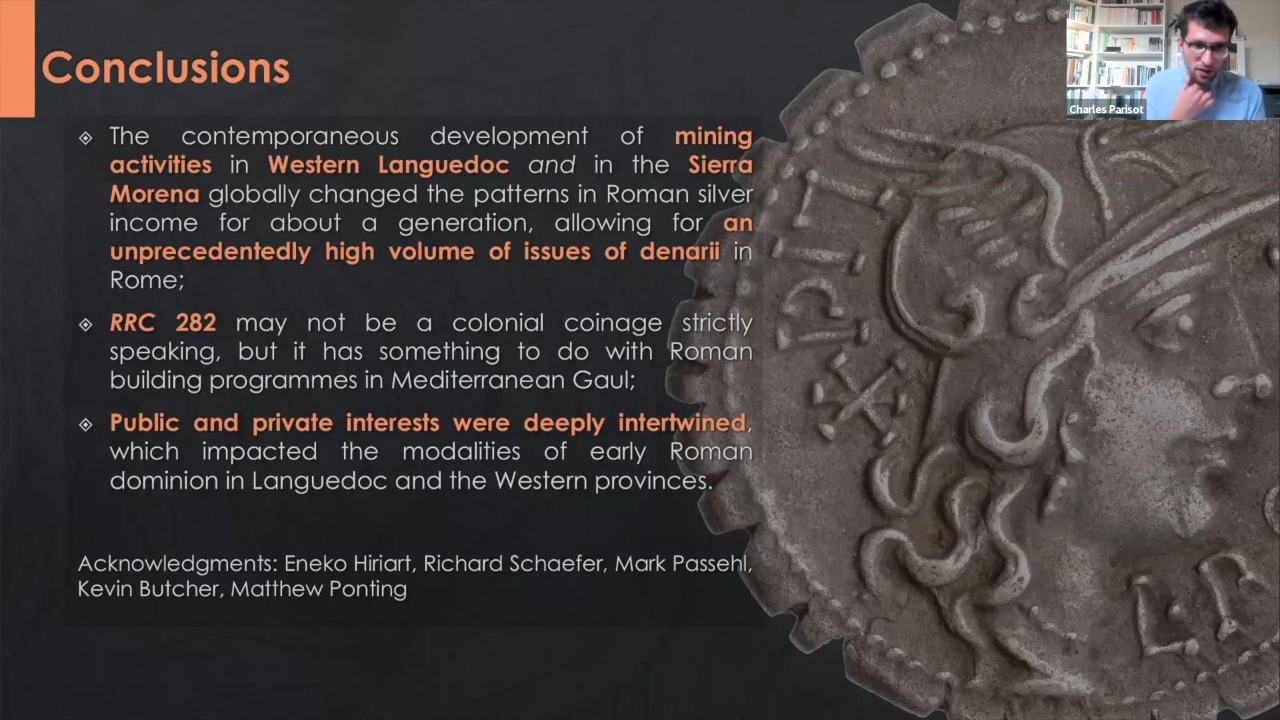 Conclusions
Charles Parisot
The contemporaneous development of mining
activities in Western Languedoc and in the Sierra
Morena globally changed the patterns in Roman silver
income for about a generation, allowing for an
unprecedentedly high volume of issues of denarii in
Rome;
RRC 282 may not be a colonial coinage strictly
speaking, but it has something to do with Roman
building programmes in Mediterranean Gaul;
Public and private interests were deeply intertwined,
which impacted the modalities of early Roman
dominion in Languedoc and the Western provinces.
Acknowledgments: Eneko Hiriart, Richard Schaefer, Mark Passehl,
Kevin Butcher, Matthew Ponting